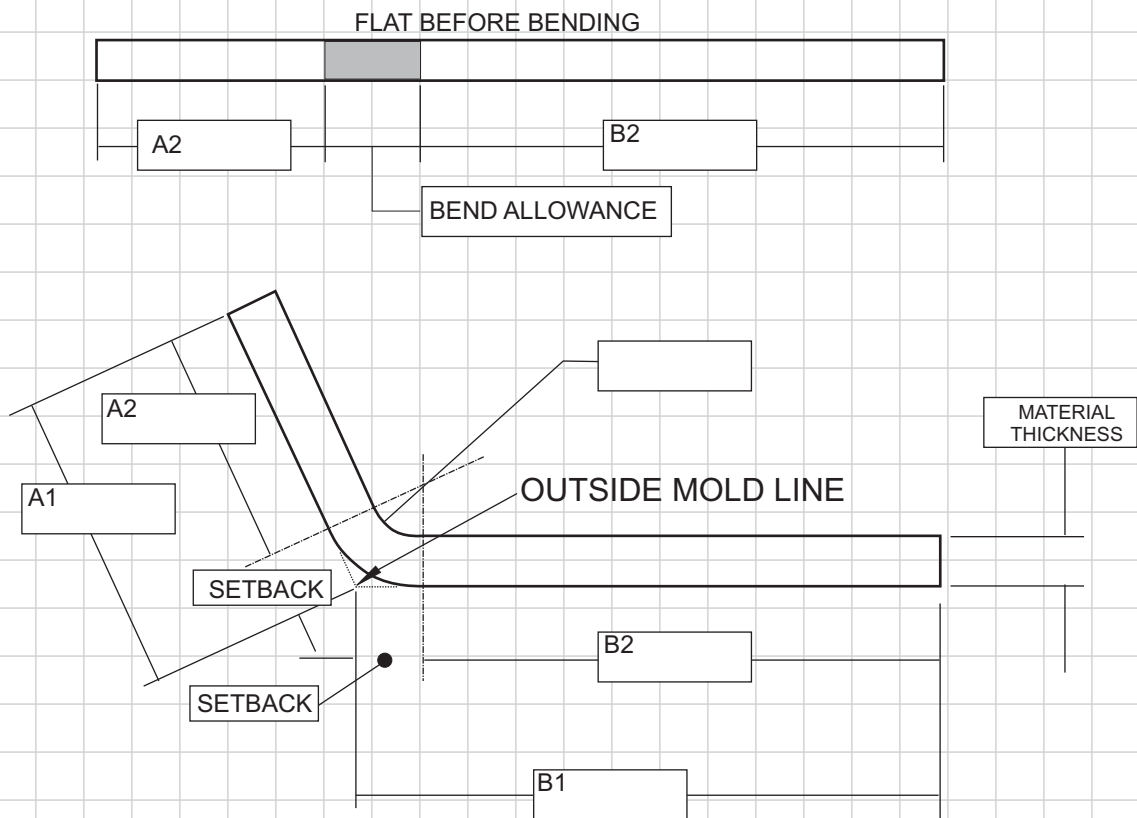 FLAT BEFORE BENDING
A2
B2
BEND ALLOWANCE
A2
MATERIAL
THICKNESS
A1
OUTSIDE MOLD LINE
SETBACK
B2
SETBACK
B1